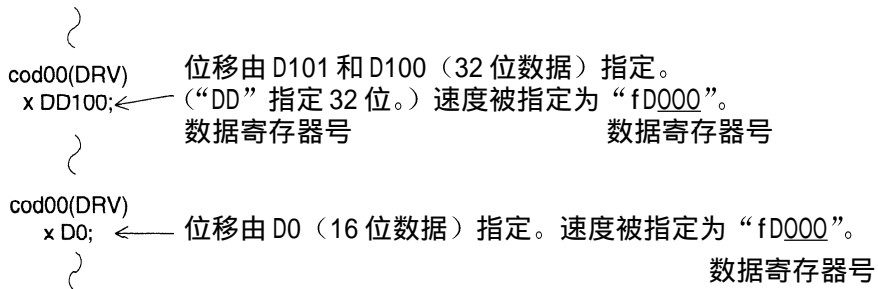 cod00(DRV)
x DD100;
位移由 D101 和 D100（32 位数据）指定。
（“DD”指定 32 位。）速度被指定为“fD000”。
数据寄存器号 数据寄存器号
cod00(DRV)
x D0;
位移由 D0（16 位数据）指定。速度被指定为“fD000”。
数据寄存器号